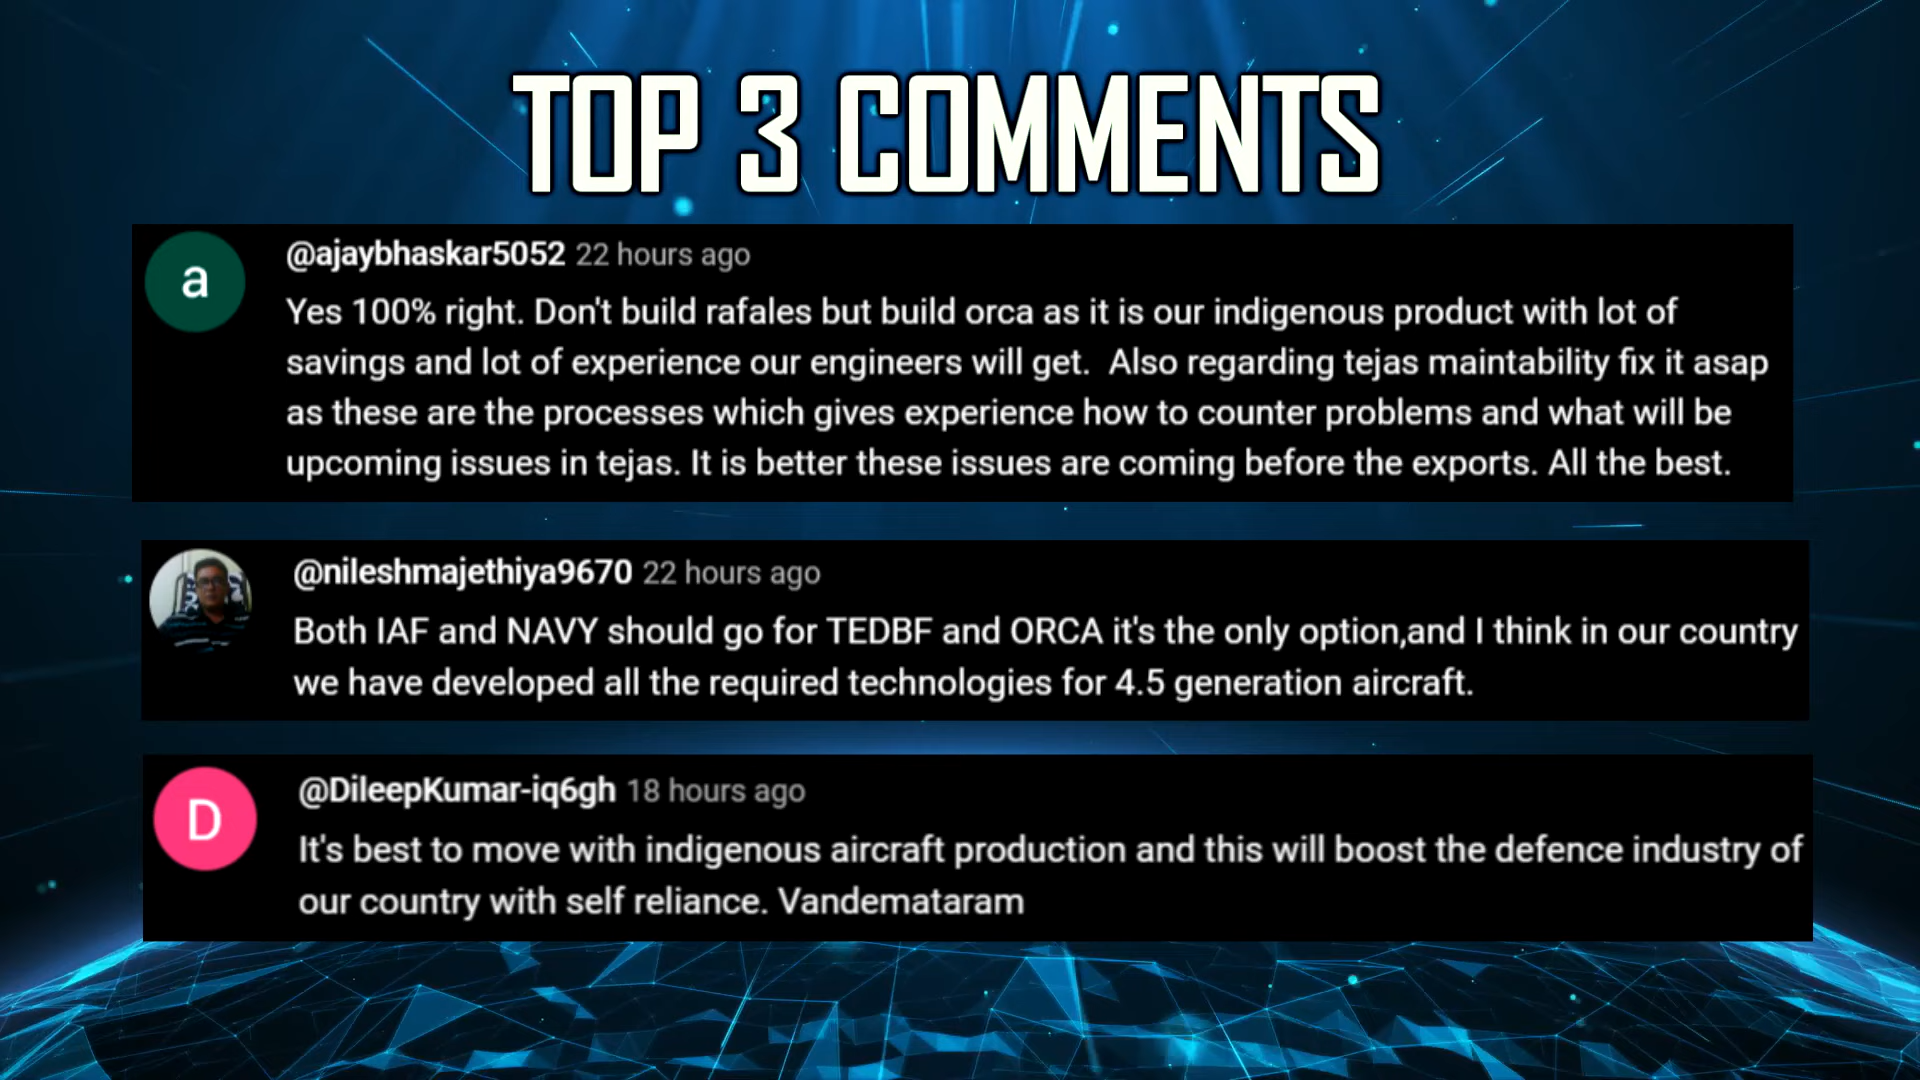 TOP 3 COMMENTS
a
@ajaybhaskar5052 22 hours ago
Yes 100% right. Don't build rafales but build orca as it is our indigenous product with lot of
savings and lot of experience our engineers will get.  Also regarding tejas maintability fix it asap
as these are the processes which gives experience how to counter problems and what will be
upcoming issues in tejas. It is better these issues are coming before the exports. All the best.
@nileshmajethiya9670 22 hours ago
Both IAF and NAVY should go for TEDBF and ORCA it's the only option,and I think in our country
we have developed all the required technologies for 4.5 generation aircraft.
D
@DileepKumar-iq6gh 18 hours ago
It's best to move with indigenous aircraft production and this will boost the defence industry of
our country with self reliance. Vandemataram